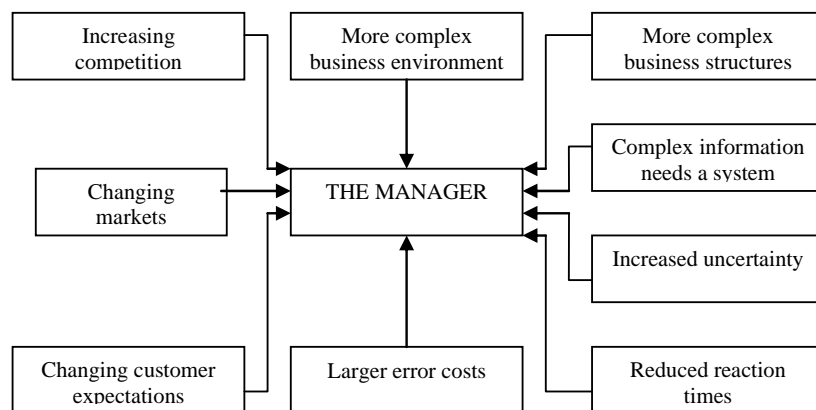 Increasing
competition
More complex
business environment
More complex
business structures
Complex information
needs a system
Changing
markets
THE MANAGER
Increased uncertainty
Changing customer
expectations
Larger error costs
Reduced reaction
times